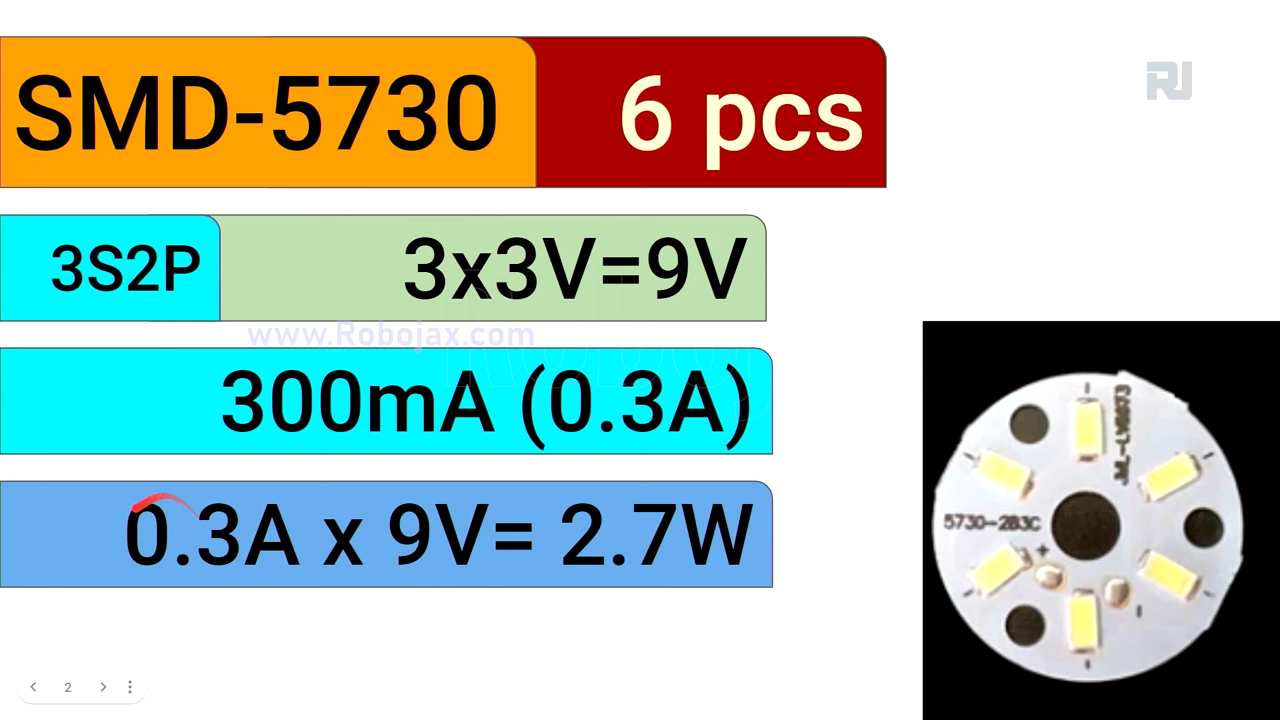 SMD-5730 6 pcs
RJ
3S2P 3x3V=9V
www.Robojax.com
300mA (0.3A)
0.3A x 9V= 2.7W
5730-2B3C
+
2